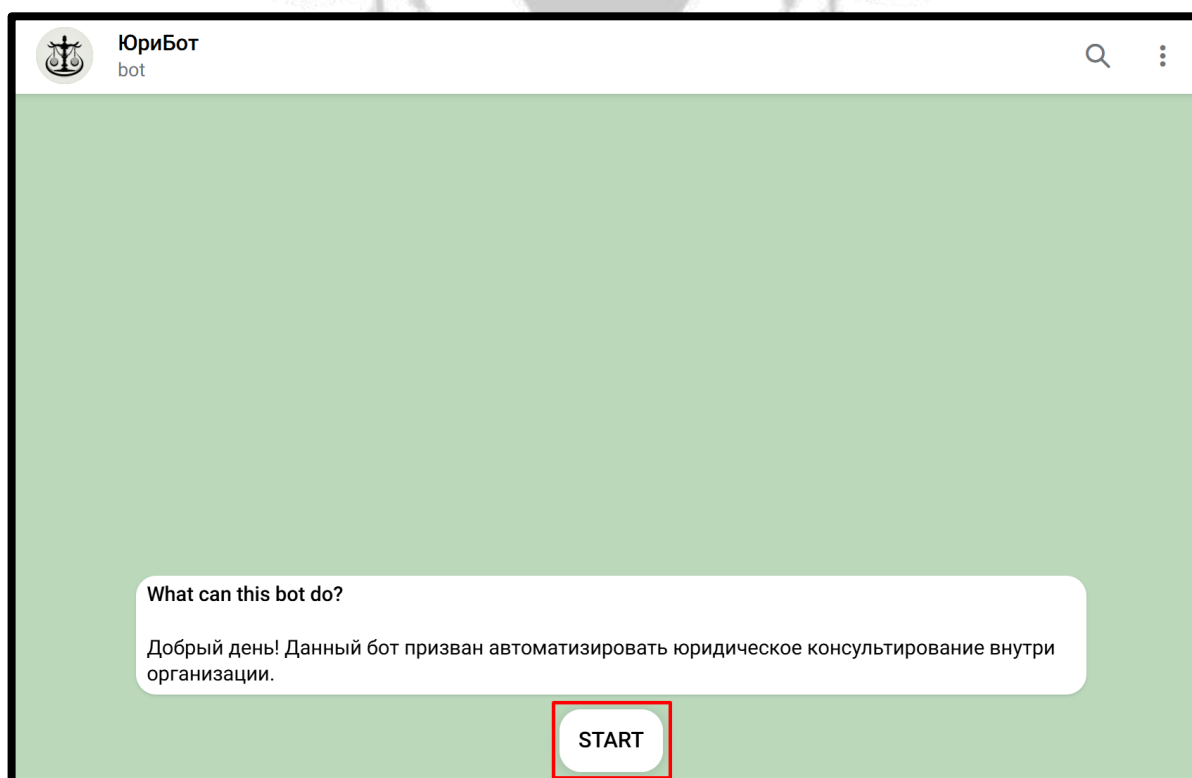 ЮриБот
bot
What can this bot do?
Добрый день! Данный бот призван автоматизировать юридическое консультирование внутри
организации.
START